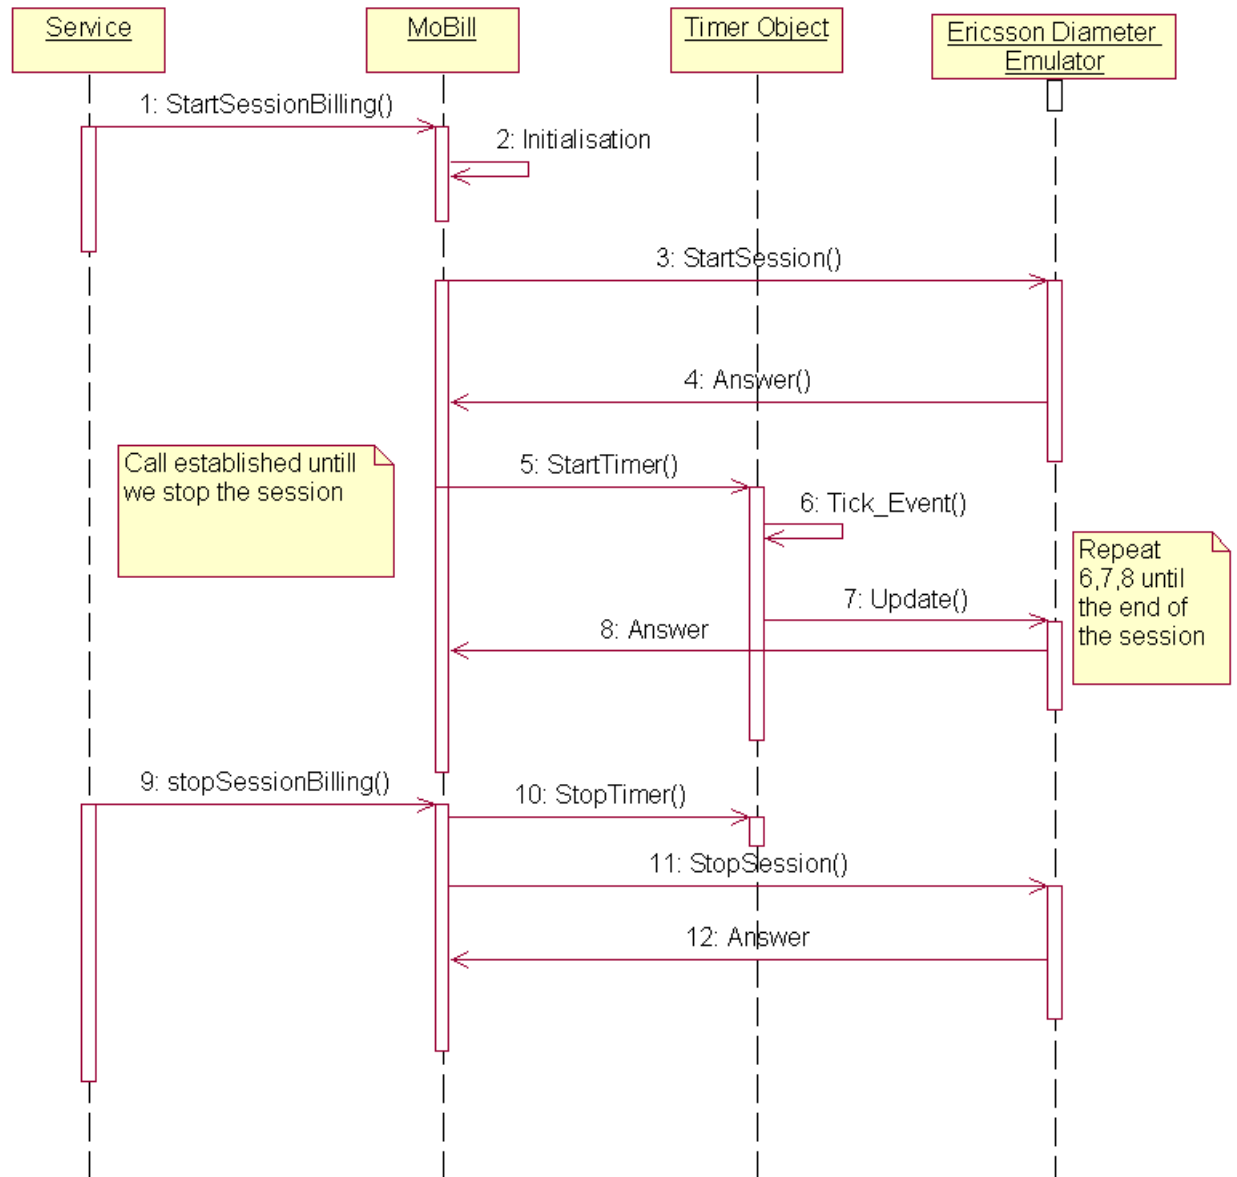 Service
MoBill
Timer Object
Ericsson Diameter
Emulator
1: StartSessionBilling()
2: Initialisation
3: StartSession()
4: Answer()
Call established untill
we stop the session
5: StartTimer()
6: Tick_Event()
Repeat
6,7,8 until
the end of
the session
7: Update()
8: Answer
9: stopSessionBilling()
10: StopTimer()
11: StopSession()
12: Answer